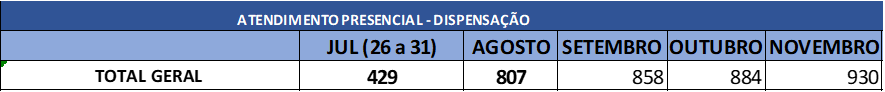 ATENDIMENTO PRESENCIAL - DISPENSAÇÃO
JUL (26 a 31) AGOSTO SETEMBRO OUTUBRO NOVEMBRO
TOTAL GERAL 429 807 858 884 930